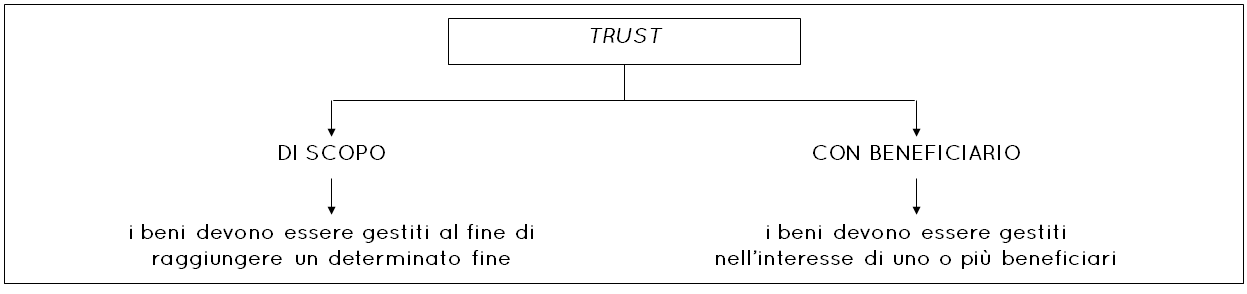 TRUST
DI SCOPO
CON BENEFICIARIO
i beni devono essere gestiti al fine di
raggiungere un determinato fine
i beni devono essere gestiti
nell'interesse di uno o più beneficiari